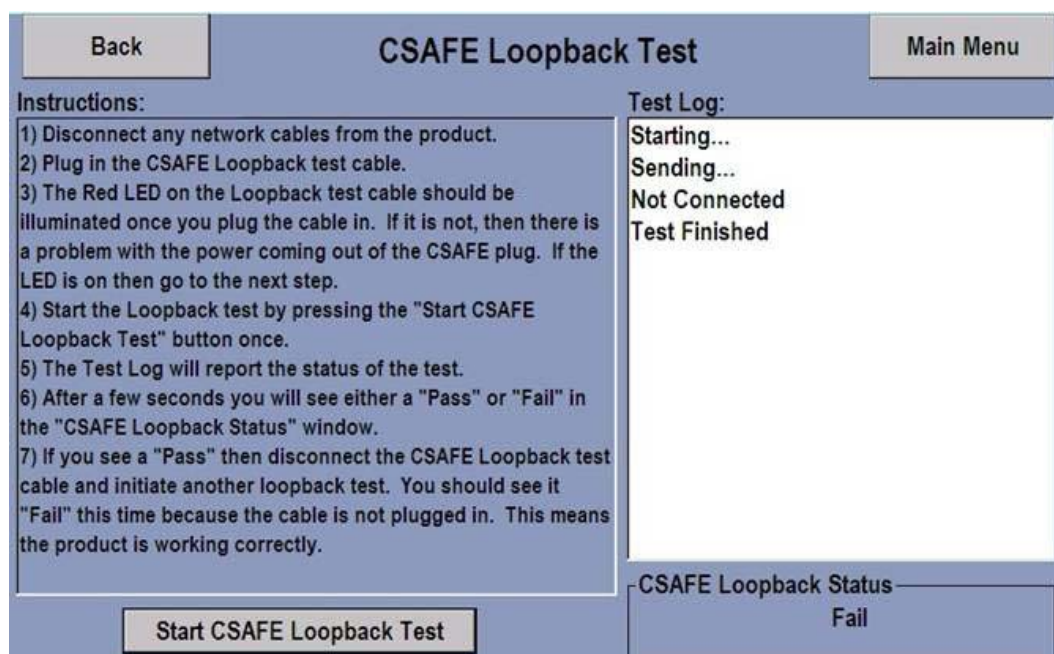 Back
CSAFE Loopback Test
Main Menu
Instructions:
1) Disconnect any network cables from the product.
2) Plug in the CSAFE Loopback test cable.
3) The Red LED on the Loopback test cable should be
illuminated once you plug the cable in.  If it is not, then there is
a problem with the power coming out of the CSAFE plug.  If the
LED is on then go to the next step.
4) Start the Loopback test by pressing the "Start CSAFE
Loopback Test" button once.
5) The Test Log will report the status of the test.
6) After a few seconds you will see either a "Pass" or "Fail" in
the "CSAFE Loopback Status" window.
7) If you see a "Pass" then disconnect the CSAFE Loopback test
cable and initiate another loopback test.  You should see it
"Fail" this time because the cable is not plugged in.  This means
the product is working correctly.
Start CSAFE Loopback Test
Test Log:
Starting...
Sending...
Not Connected
Test Finished
CSAFE Loopback Status
Fail